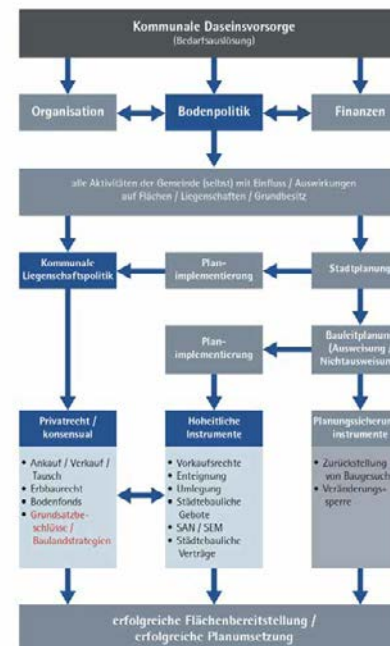 Kommunale Daseinsvorsorge
(Bedarfsauslösung)
Organisation
Bodenpolitik
Finanzen
alle Aktivitäten der Gemeinde (selbst) mit Einfluss / Auswirkungen
auf Flächen / Liegenschaften / Grundbesitz
Kommunale
Liegenschaftspolitik
Plan-
implementierung
Stadtplanung
Plan-
implementierung
Bauleitplanung
(Ausweisung /
Nichtausweisung
Privatrecht /
konsensual
• Ankauf / Verkauf /
Tausch
• Erbbaurecht
• Bodenfonds
• Grundsatzbe-
schlüsse /
Baulandstrategien
Hoheitliche
Instrumente
• Vorkaufsrechte
• Enteignung
• Umlegung
• Städtebauliche
Gebote
• SAN / SEM
• Städtebauliche
Verträge
Planungssicherun
instrumente
• Zurückstellung
von Baugesuch
• Veränderungs-
sperre
erfolgreiche Flächenbereitstellung /
erfolgreiche Planumsetzung